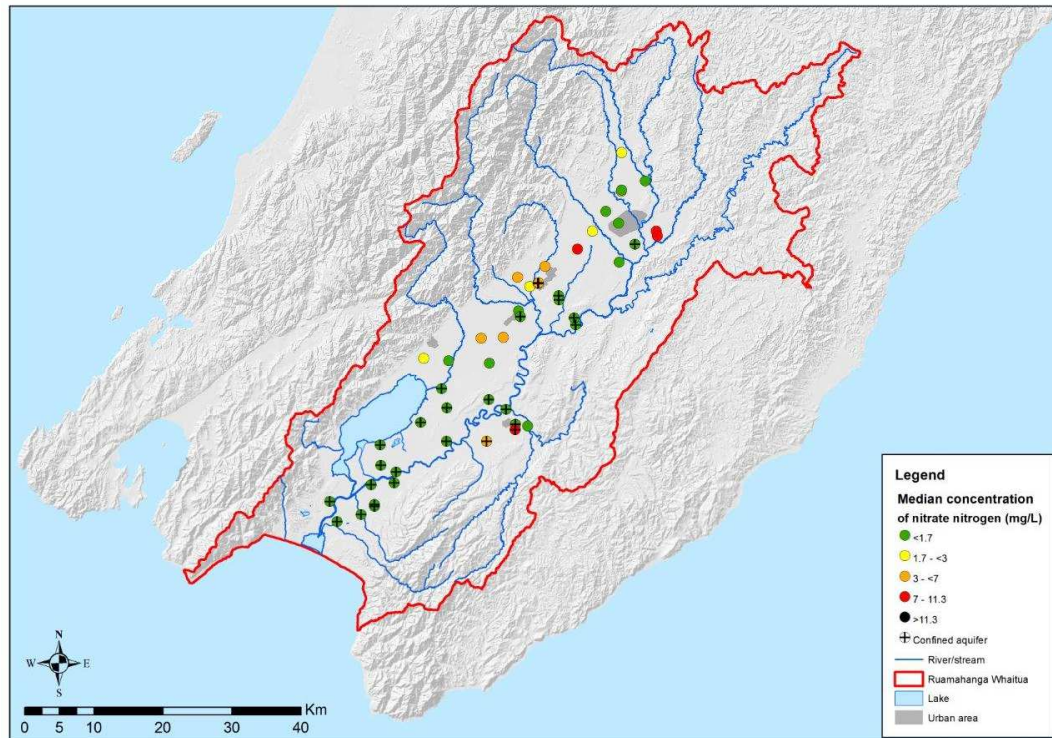 Legend
Median concentration
of nitrate nitrogen (mg/L)
<1.7
1.7 - <3
3 - <7
7 - 11.3
>11.3
Confined aquifer
River/stream
Ruamahanga Whaitua
Lake
Urban area
N
W E
S
Km
0 5 10 20 30 40